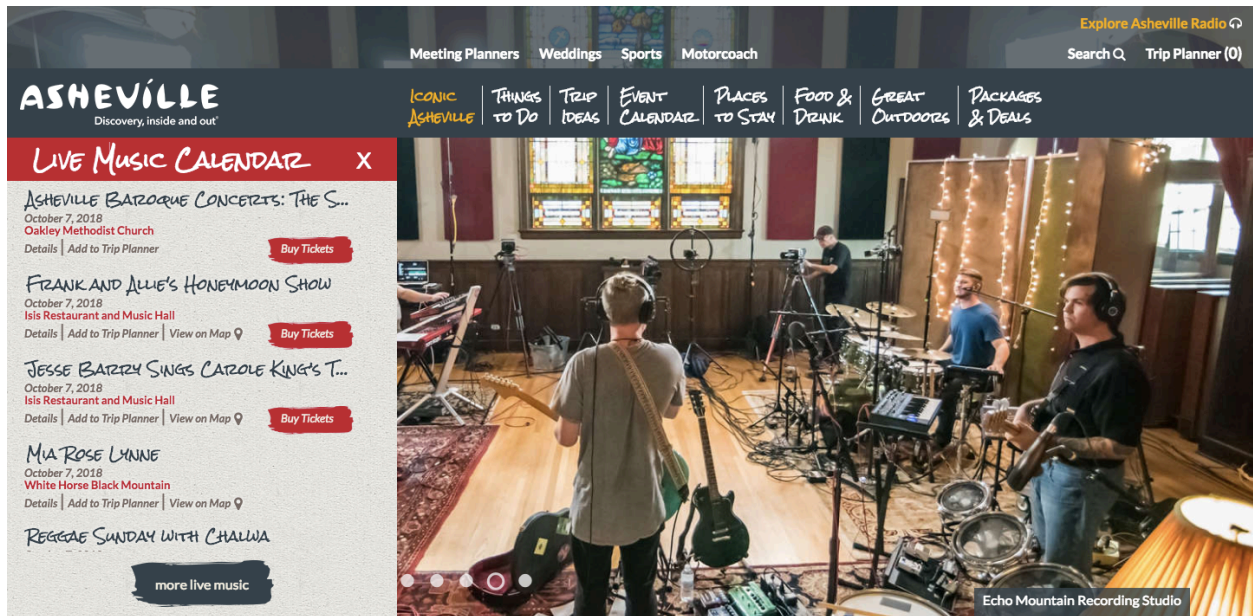 Explore Asheville Radio
Meeting Planners Weddings Sports Motorcoach
Search Trip Planner (0)
ASHEVÍLLE
Discovery, inside and out
ICONIC ASHEVILLE
THINGS TO DO
TRIP IDEAS
EVENT CALENDAR
PLACES TO STAY
FOOD & DRINK
GREAT OUTDOORS
PACKAGES & DEALS
LIVE MUSIC CALENDAR X
ASHEVILLE BAROQUE CONCERTS: THE S...
October 7, 2018
Oakley Methodist Church
Details | Add to Trip Planner Buy Tickets
FRANK AND ALLIE'S HONEYMOON SHOW
October 7, 2018
Isis Restaurant and Music Hall
Details | Add to Trip Planner | View on Map Buy Tickets
JESSE BARRY SINGS CAROLE KING'S T...
October 7, 2018
Isis Restaurant and Music Hall
Details | Add to Trip Planner | View on Map Buy Tickets
MIA ROSE LYNNE
October 7, 2018
White Horse Black Mountain
Details | Add to Trip Planner | View on Map
REGGAE SUNDAY WITH CHALWA
more live music
Echo Mountain Recording Studio